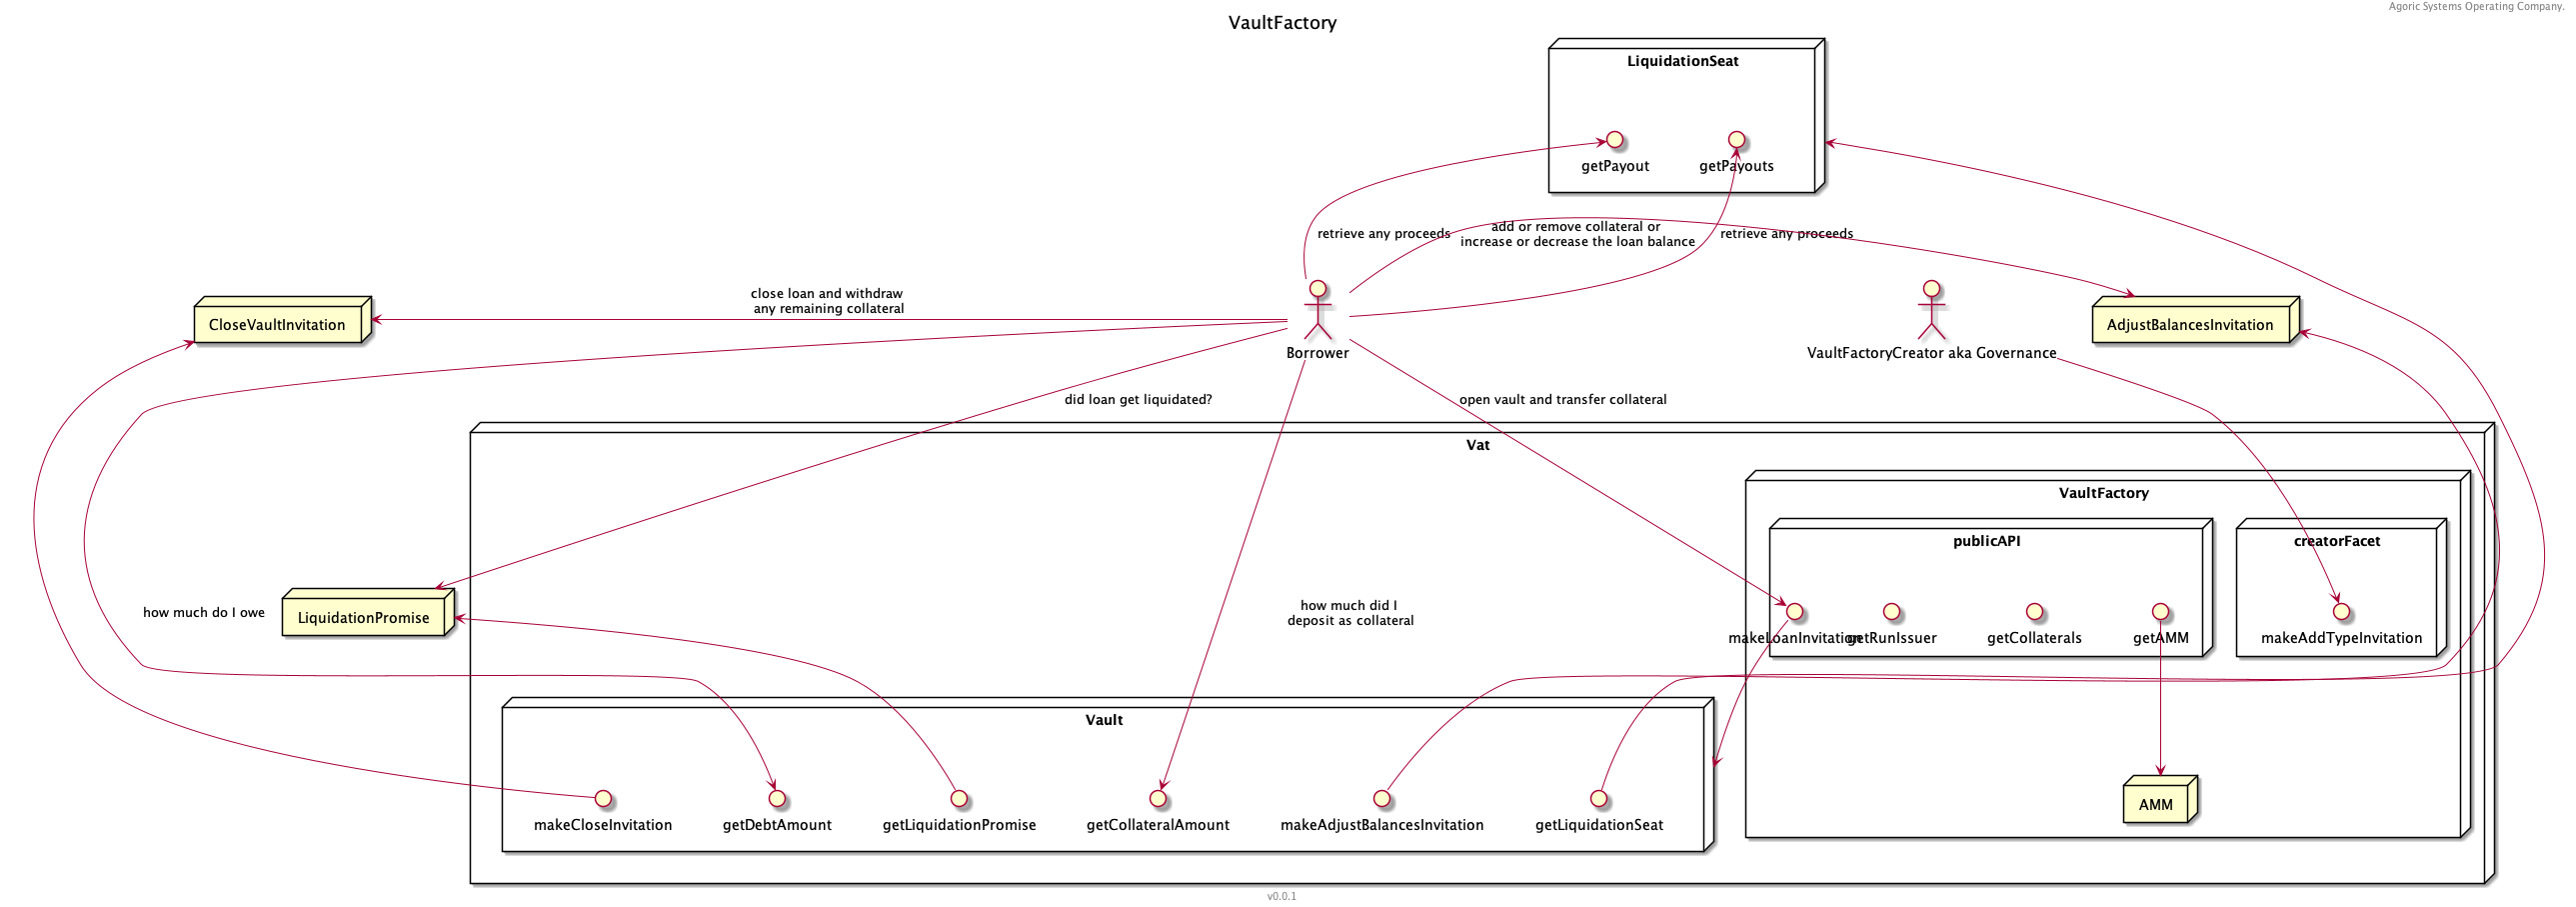 Agoric Systems Operating Company.
VaultFactory
LiquidationSeat
getPayout
getPayouts
retrieve any proceeds
add or remove collateral or
increase or decrease the loan balance
retrieve any proceeds
close loan and withdraw
any remaining collateral
CloseVaultInvitation
Borrower
VaultFactoryCreator aka Governance
AdjustBalancesInvitation
did loan get liquidated?
open vault and transfer collateral
Vat
VaultFactory
publicAPI
creatorFacet
how much do I owe
LiquidationPromise
how much did I
deposit as collateral
makeLoanInvitation
getRunIssuer
getCollaterals
getAMM
makeAddTypeInvitation
Vault
makeCloseInvitation
getDebtAmount
getLiquidationPromise
getCollateralAmount
makeAdjustBalancesInvitation
getLiquidationSeat
AMM
v0.0.1